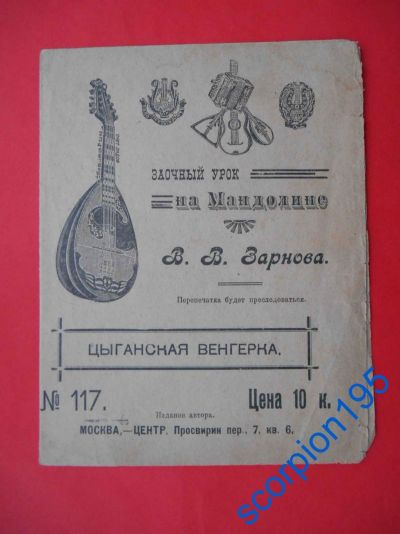 ЗАОЧНЫЙ УРОК
на Мандолине
В. В. Зарнова.
Перепечатка будет преследоваться.
ЦЫГАНСКАЯ ВЕНГЕРКА.
№ 117.
Цена 10 к.
Издание автора.
МОСКВА,—ЦЕНТР. Просвирин пер., 7. кв. 6.
scorpion195